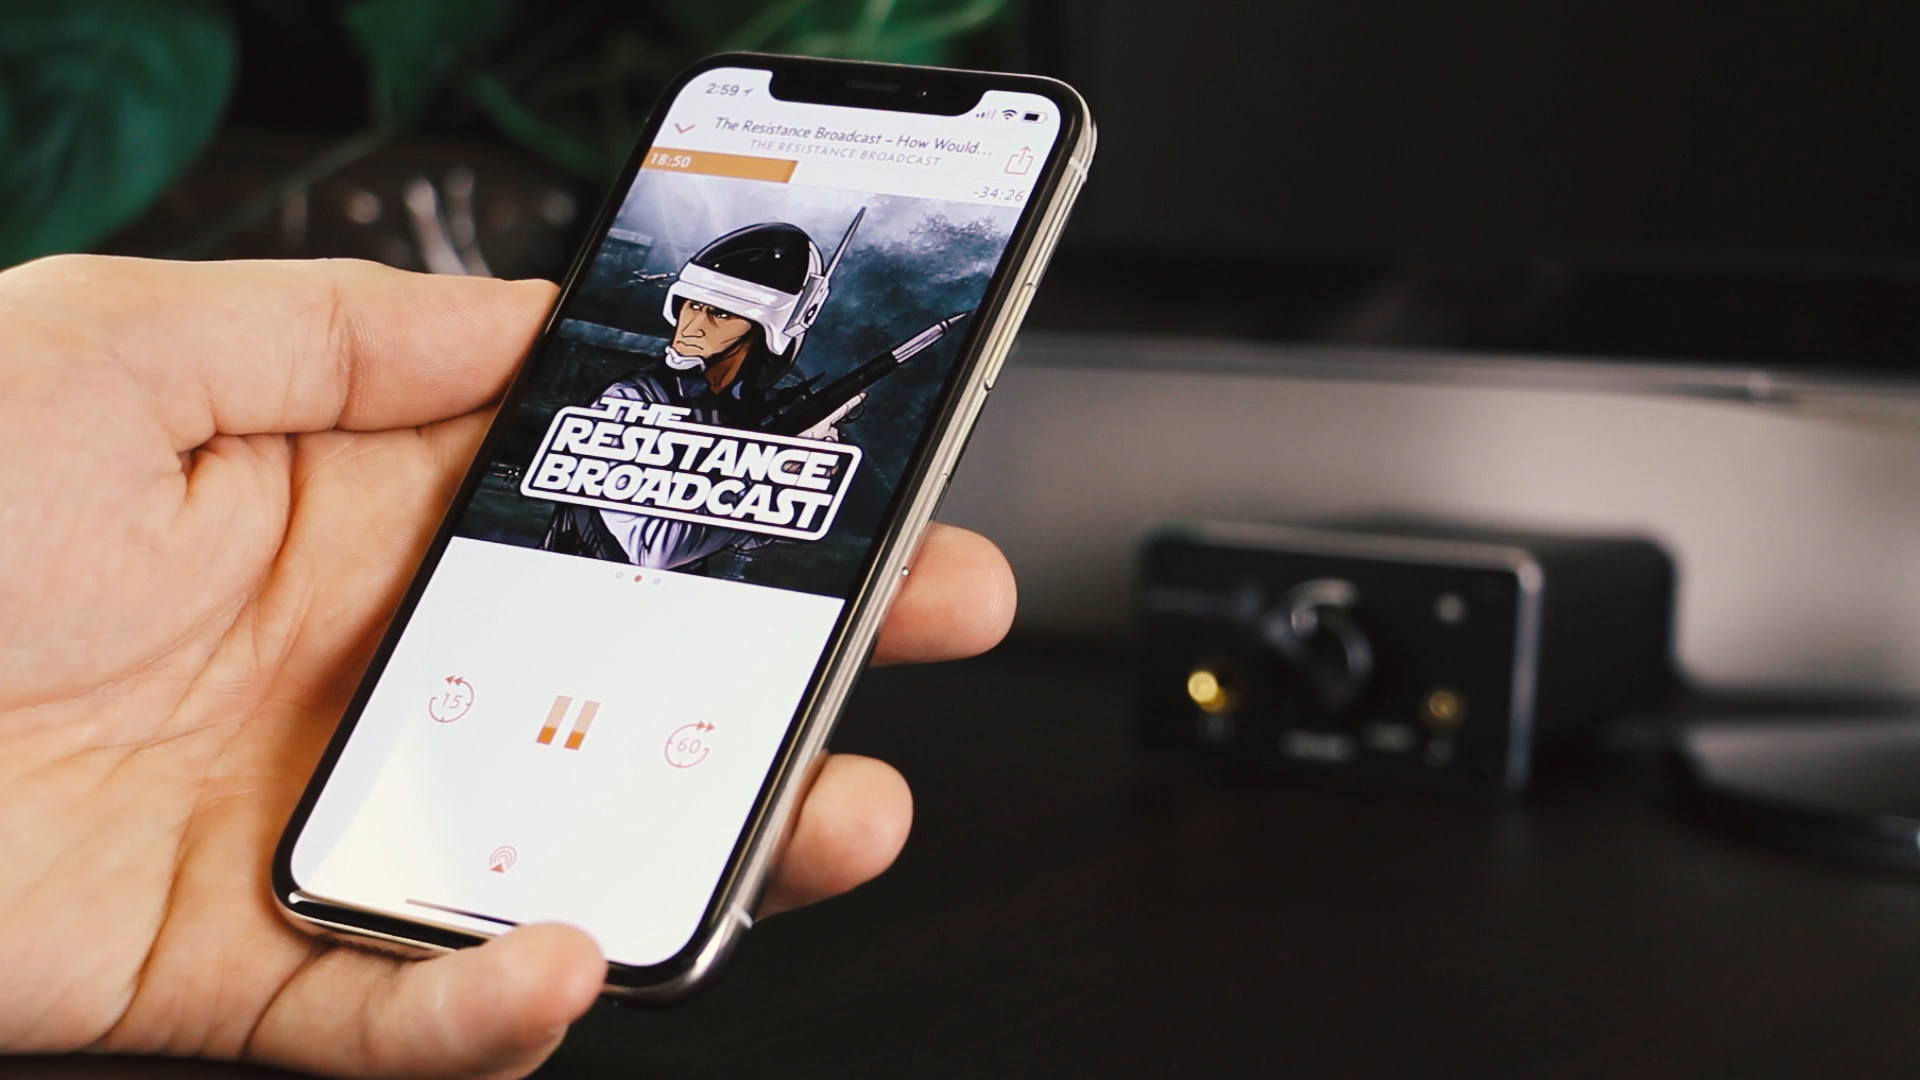 2:59
The Resistance Broadcast – How Would...
THE RESISTANCE BROADCAST
18:50
-34:26
THE
RESISTANCE
BROADCAST
15
60